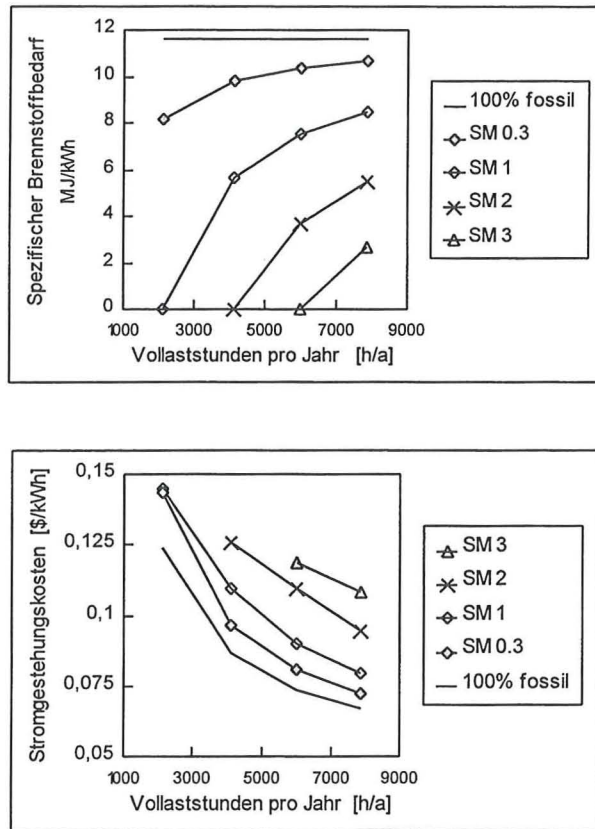 Spezifischer Brennstoffbedarf
MJ/kWh
12
10
8
6
4
2
0
1000 3000 5000 7000 9000
Vollaststunden pro Jahr [h/a]
100% fossil
SM 0.3
SM 1
SM 2
SM 3
Stromgestehungskosten [$/kWh]
0,15
0,125
0,1
0,075
0,05
1000 3000 5000 7000 9000
Vollaststunden pro Jahr [h/a]
SM 3
SM 2
SM 1
SM 0.3
100% fossil